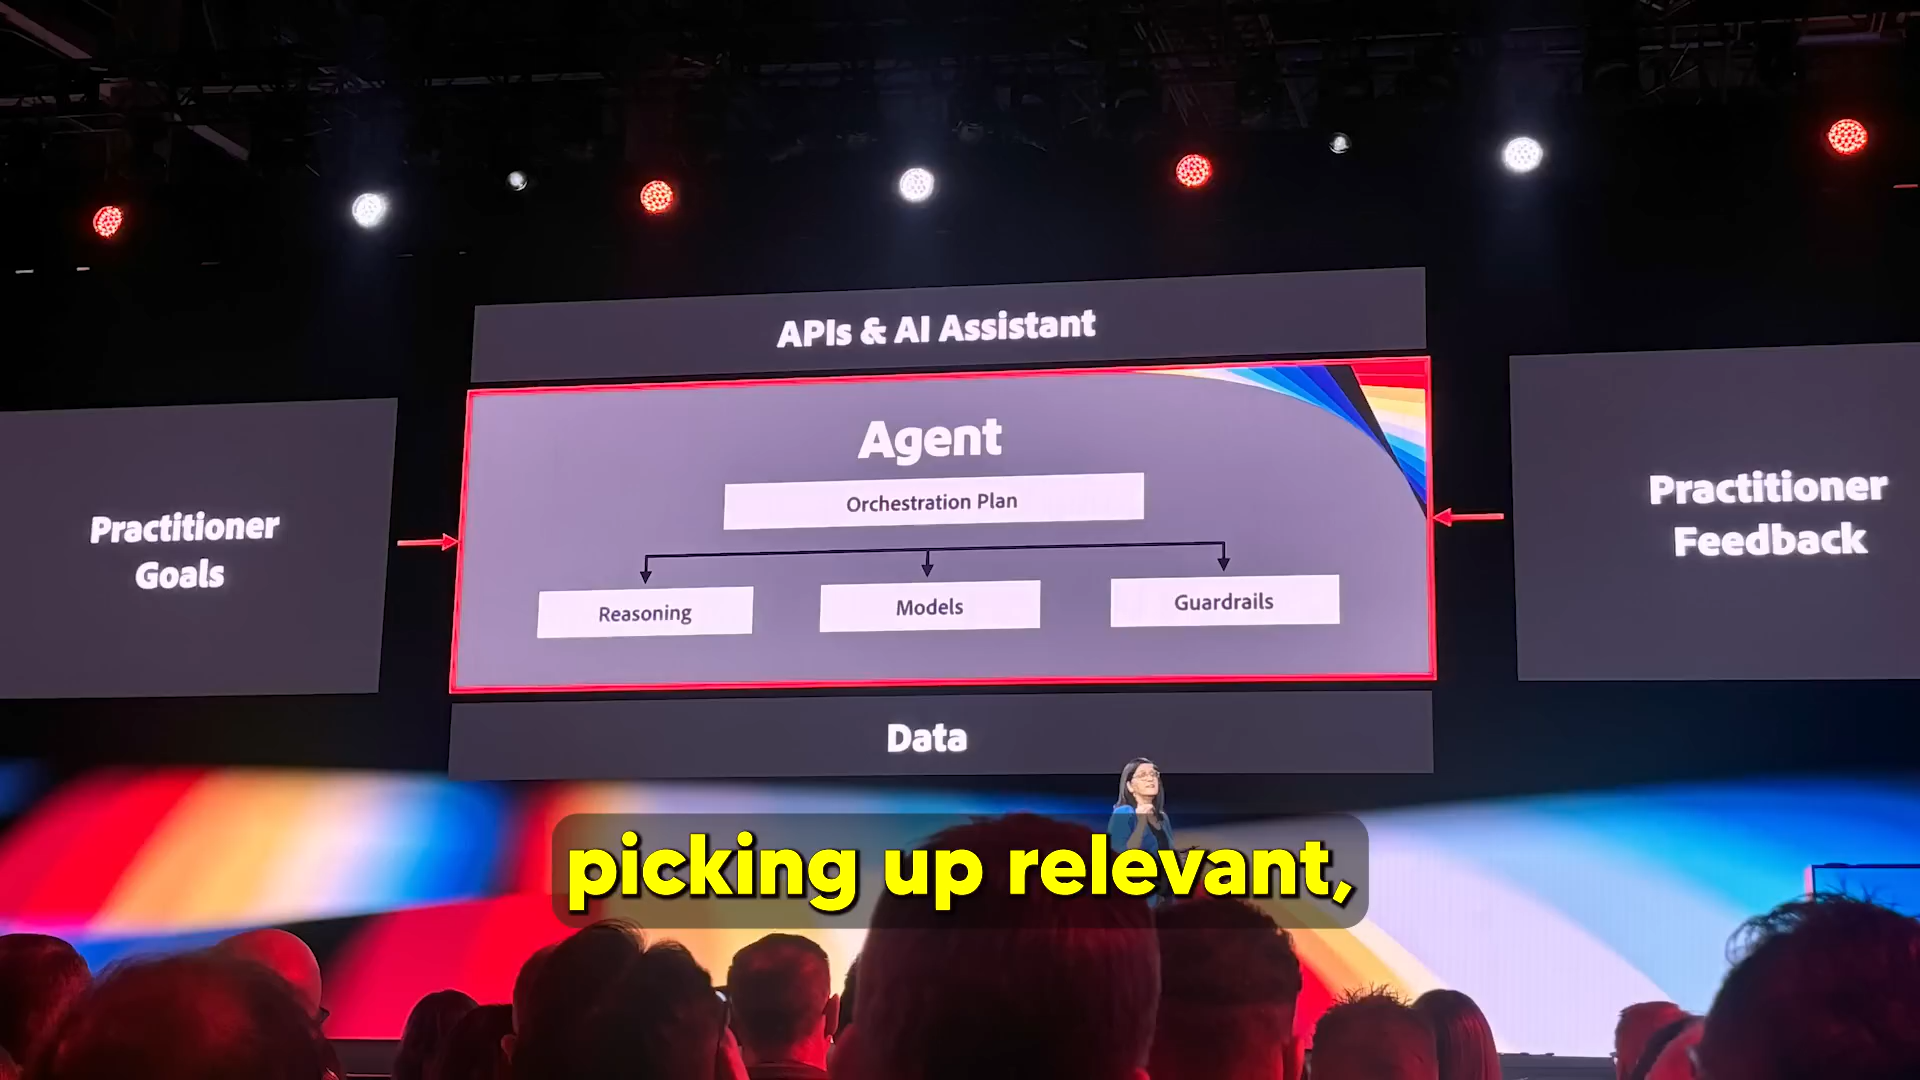 APIs & AI Assistant
Practitioner
Goals
Agent
Orchestration Plan
Reasoning
Models
Guardrails
Practitioner
Feedback
Data
picking up relevant,